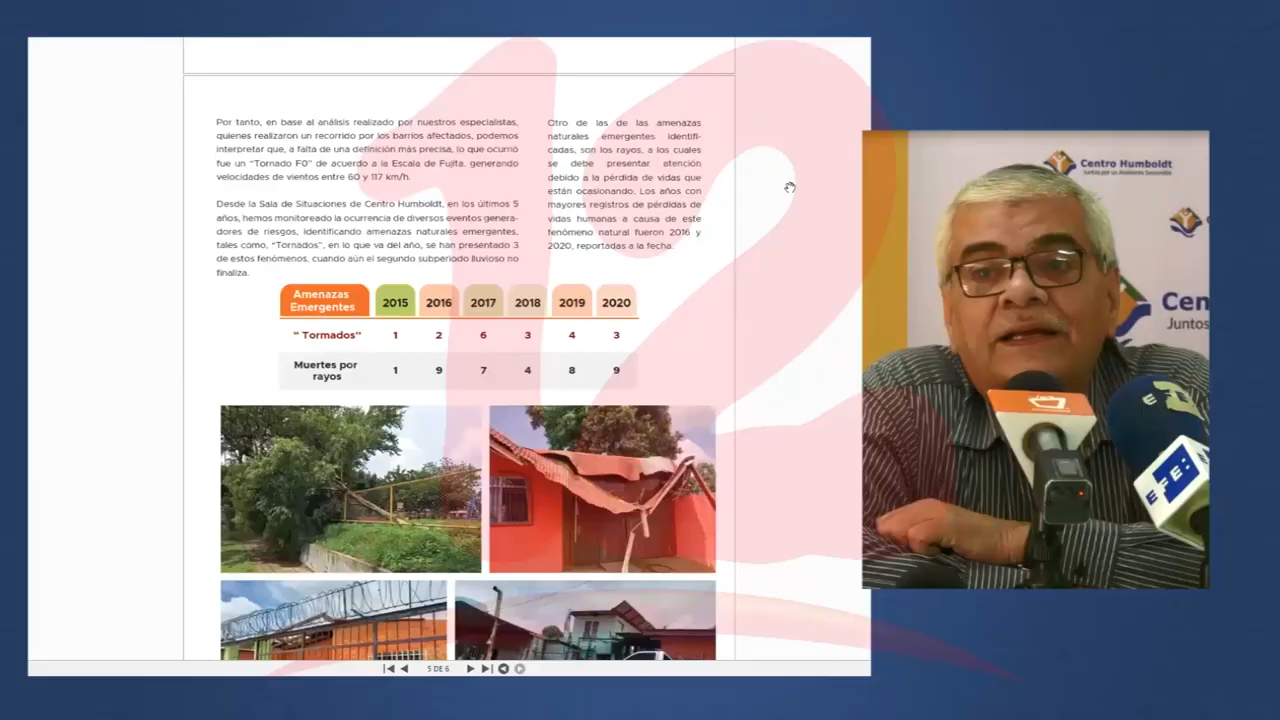 Por tanto, en base al análisis realizado por nuestros especialistas,
quienes realizaron un recorrido por los barrios afectados, podemos
interpretar que, a falta de una definición más precisa, lo que ocurrió
fue un "Tornado F0" de acuerdo a la Escala de Fujita, generando
velocidades de vientos entre 60 y 117 km/h.
Desde la Sala de Situaciones de Centro Humboldt, en los últimos 5
años, hemos monitoreado la ocurrencia de diversos eventos genera-
dores de riesgos, identificando amenazas naturales emergentes,
tales como, "Tornados", en lo que va del año, se han presentado 3
de estos fenómenos, cuando aún el segundo subperiodo lluvioso no
finaliza.
Otro de las de las amenazas
naturales emergentes identifi-
cadas, son los rayos, a los cuales
se debe presentar atención
debido a la pérdida de vidas que
están ocasionando. Los años con
mayores registros de pérdidas de
vidas humanas a causa de este
fenómeno natural fueron 2016 y
2020, reportadas a la fecha.
Amenazas
Emergentes 2015 2016 2017 2018 2019 2020
" Tormados" 1 2 6 3 4 3
Muertes por
rayos 1 9 7 4 8 9
5 DE 6
12
Centro Humboldt
Juntos por un Ambiente Sostenible
C
Cen
Juntos
EFE: